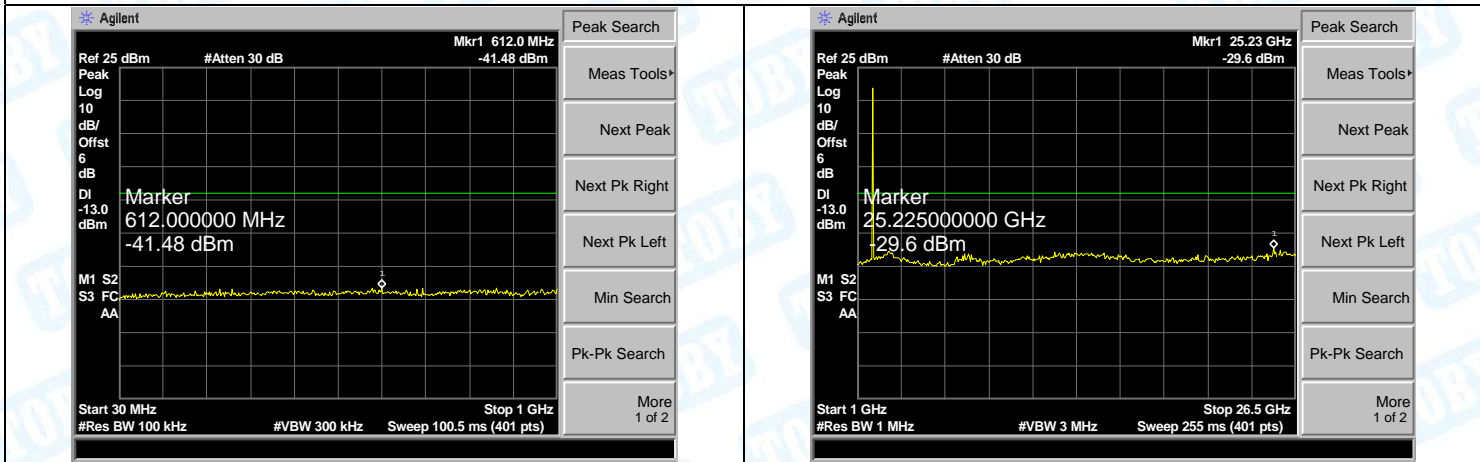 Agilent
Peak Search
Mkr1 612.0 MHz
Ref 25 dBm #Atten 30 dB -41.48 dBm
Peak
Log
10
dB/
Offst
6
dB
DI
-13.0
dBm
Marker
612.000000 MHz
-41.48 dBm
1
M1 S2
S3 FC
AA
Start 30 MHz Stop 1 GHz
#Res BW 100 kHz #VBW 300 kHz Sweep 100.5 ms (401 pts)
Meas Tools
Next Peak
Next Pk Right
Next Pk Left
Min Search
Pk-Pk Search
More
1 of 2
Agilent
Peak Search
Mkr1 25.23 GHz
Ref 25 dBm #Atten 30 dB -29.6 dBm
Peak
Log
10
dB/
Offst
6
dB
DI
-13.0
dBm
Marker
25.225000000 GHz
-29.6 dBm
1
M1 S2
S3 FC
AA
Start 1 GHz Stop 26.5 GHz
#Res BW 1 MHz #VBW 3 MHz Sweep 255 ms (401 pts)
Meas Tools
Next Peak
Next Pk Right
Next Pk Left
Min Search
Pk-Pk Search
More
1 of 2
TOBY
TOBY
TOBY